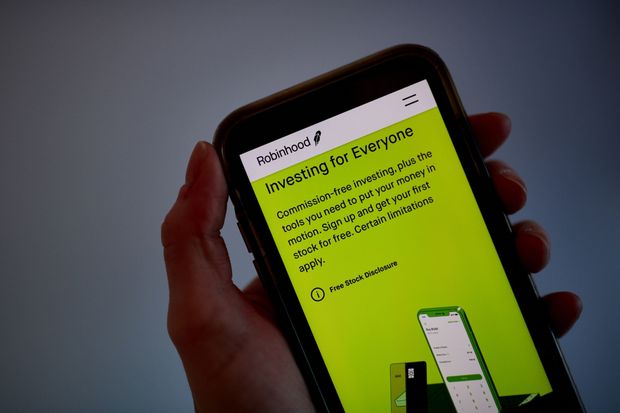 Robinhood
Investing for Everyone
Commission-free investing, plus the
tools you need to put your money in
motion. Sign up and get your first
stock for free. Certain limitations
apply.
Free Stock Disclosure